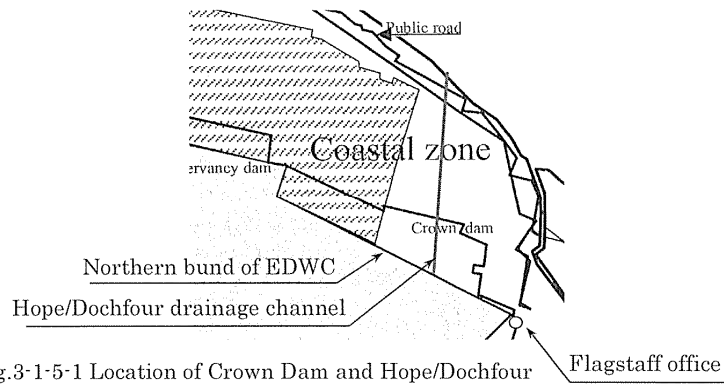 Public road
Coastal zone
ervancy dam
Crown dam
Northern bund of EDWC
Hope/Dochfour drainage channel
Flagstaff office
g.3-1-5-1 Location of Crown Dam and Hope/Dochfour